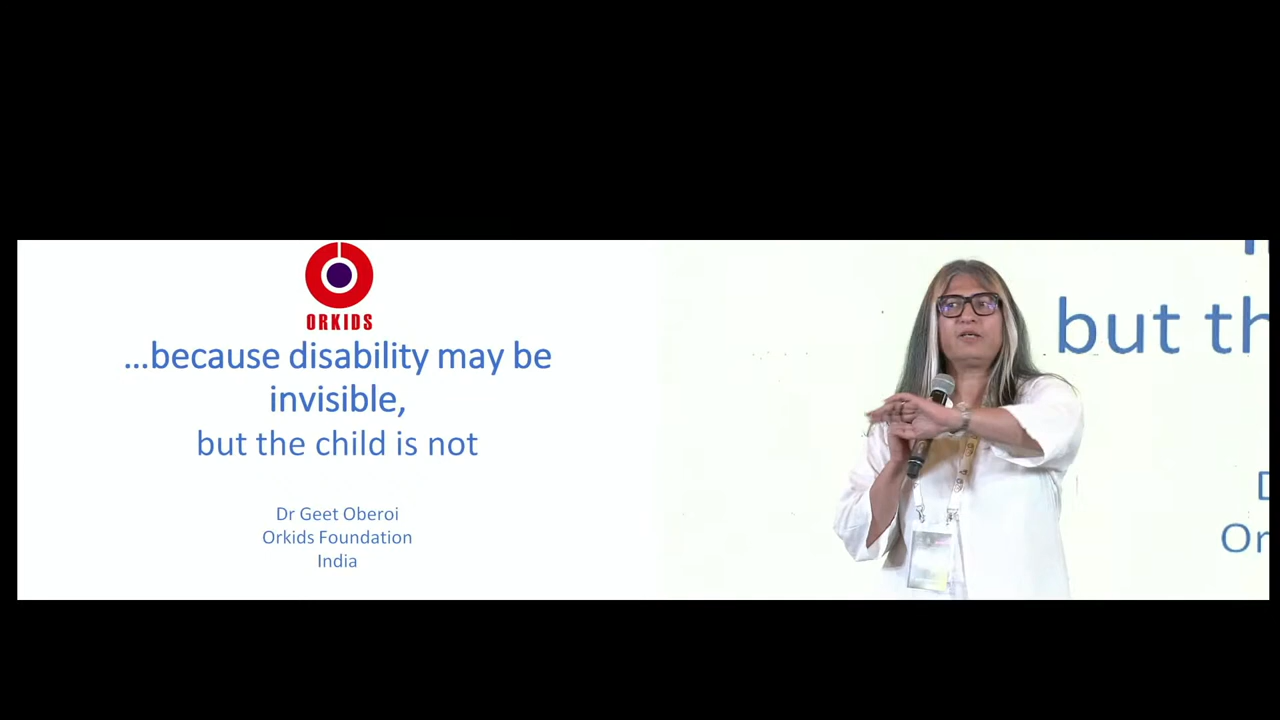 ORKIDS
...because disability may be
invisible,
but the child is not
Dr Geet Oberoi
Orkids Foundation
India
but th
Or